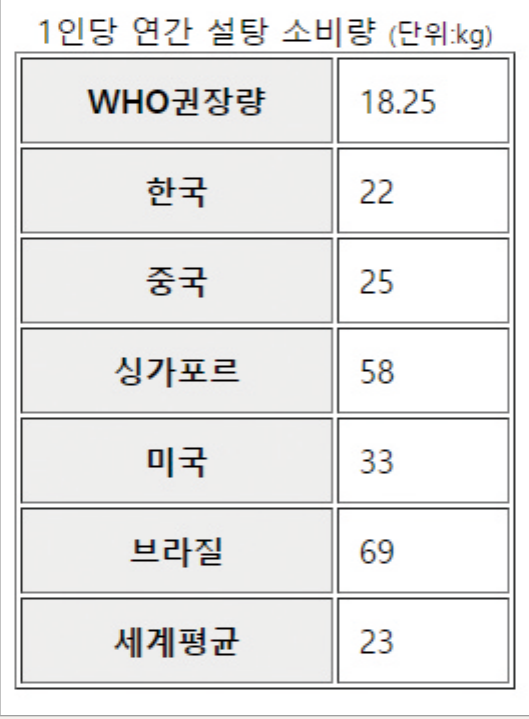 1인당 연간 설탕 소비량 (단위:kg)
WHO권장량 18.25
한국 22
중국 25
싱가포르 58
미국 33
브라질 69
세계평균 23